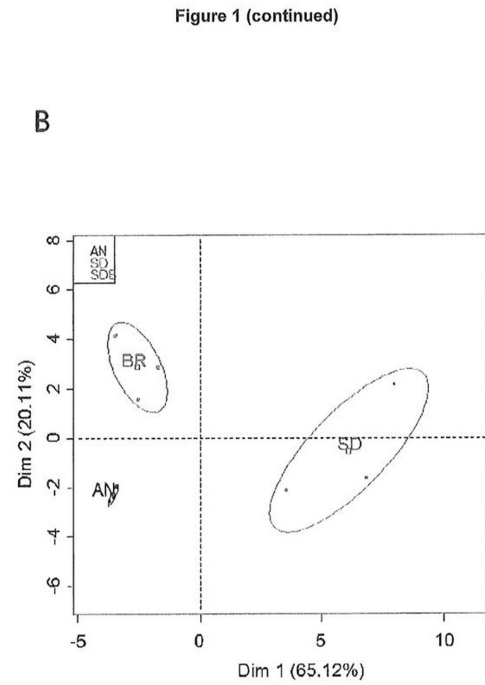 Figure 1 (continued)
B
AN
SD
SDB
8
6
4
2
0
-2
-4
-6
BR
SD
AN
Dim 2 (20.11%)
-5 0 5 10
Dim 1 (65.12%)